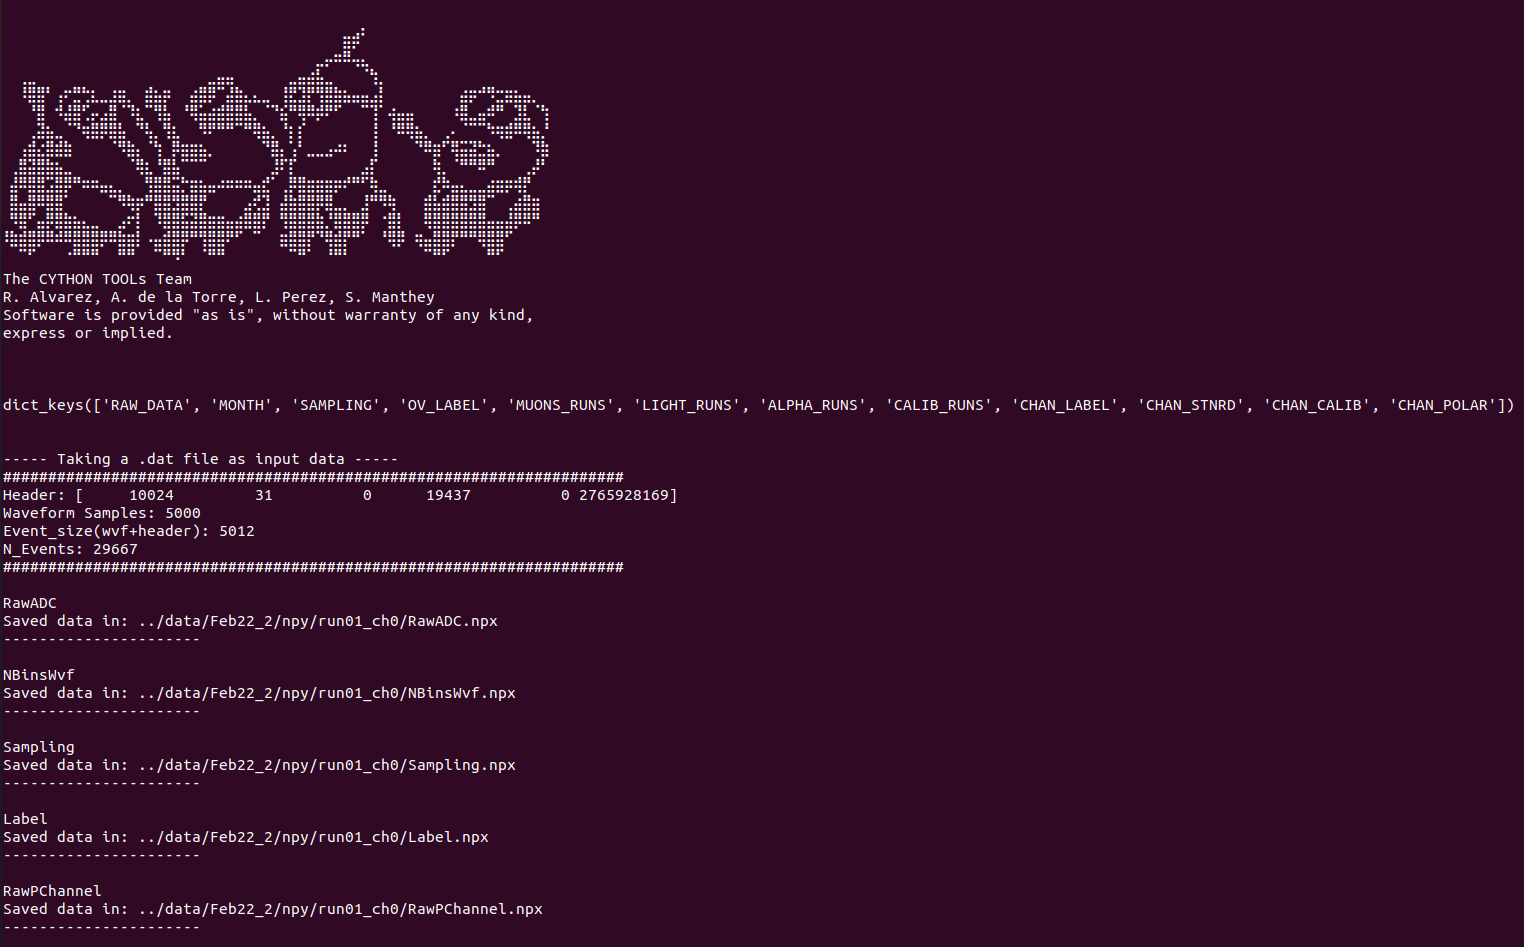 The CYTHON TOOLs Team
R. Alvarez, A. de la Torre, L. Perez, S. Manthey
Software is provided "as is", without warranty of any kind,
express or implied.
dict_keys(['RAW_DATA', 'MONTH', 'SAMPLING', 'OV_LABEL', 'MUONS_RUNS', 'LIGHT_RUNS', 'ALPHA_RUNS', 'CALIB_RUNS', 'CHAN_LABEL', 'CHAN_STNRD', 'CHAN_CALIB', 'CHAN_POLAR'])
----- Taking a .dat file as input data -----
#####################################################################
Header: [     10024         31          0      19437          0 2765928169]
Waveform Samples: 5000
Event_size(wvf+header): 5012
N_Events: 29667
#####################################################################
RawADC
Saved data in: ../data/Feb22_2/npy/run01_ch0/RawADC.npx
----------------------
NBinsWvf
Saved data in: ../data/Feb22_2/npy/run01_ch0/NBinsWvf.npx
----------------------
Sampling
Saved data in: ../data/Feb22_2/npy/run01_ch0/Sampling.npx
----------------------
Label
Saved data in: ../data/Feb22_2/npy/run01_ch0/Label.npx
----------------------
RawPChannel
Saved data in: ../data/Feb22_2/npy/run01_ch0/RawPChannel.npx
----------------------